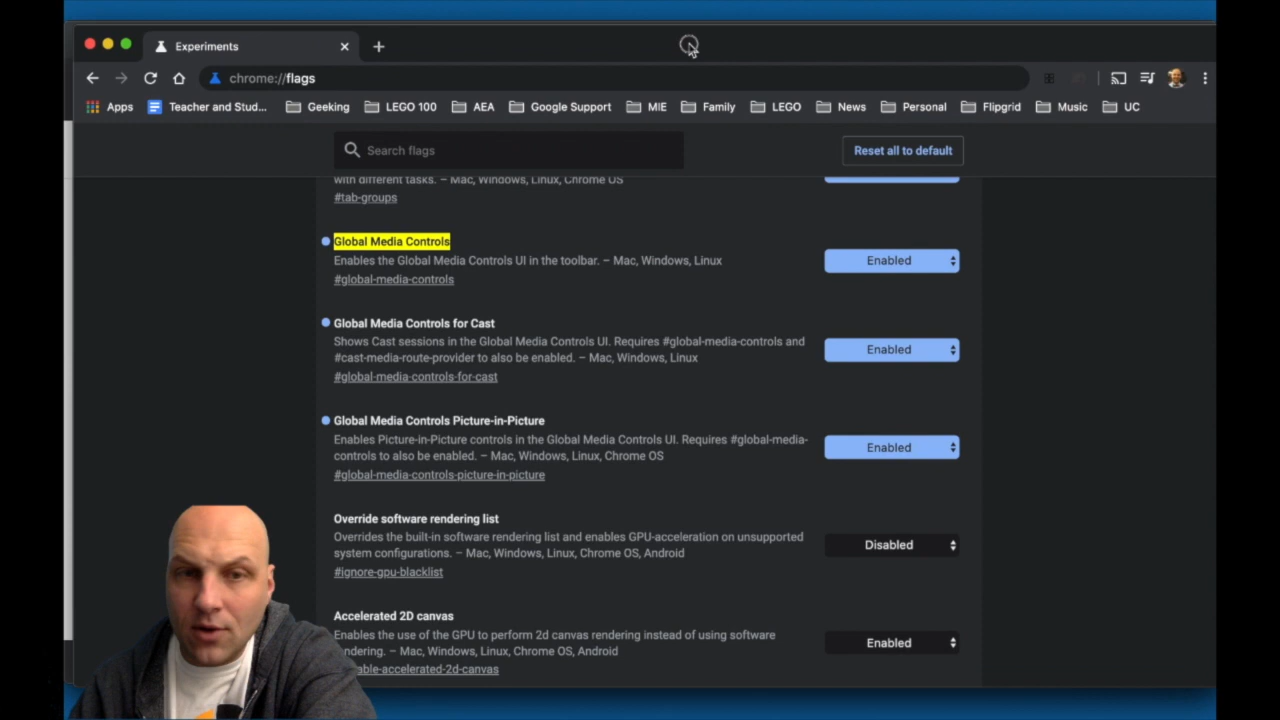 Experiments
chrome://flags
Apps Teacher and Stud... Geeking LEGO 100 AEA Google Support MIE Family LEGO News Personal Flipgrid Music UC
Search flags
Reset all to default
with different tasks. – Mac, Windows, Linux, Chrome OS
#tab-groups
Global Media Controls
Enables the Global Media Controls UI in the toolbar. – Mac, Windows, Linux
Enabled
#global-media-controls
Global Media Controls for Cast
Shows Cast sessions in the Global Media Controls UI. Requires #global-media-controls and
#cast-media-route-provider to also be enabled. – Mac, Windows, Linux
Enabled
#global-media-controls-for-cast
Global Media Controls Picture-in-Picture
Enables Picture-in-Picture controls in the Global Media Controls UI. Requires #global-media-
controls to also be enabled. – Mac, Windows, Linux, Chrome OS
Enabled
#global-media-controls-picture-in-picture
Override software rendering list
Overrides the built-in software rendering list and enables GPU-acceleration on unsupported
system configurations. – Mac, Windows, Linux, Chrome OS, Android
Disabled
#ignore-gpu-blacklist
Accelerated 2D canvas
Enables the use of the GPU to perform 2d canvas rendering instead of using software
ndering. – Mac, Windows, Linux, Chrome OS, Android
Enabled
able-accelerated-2d-canvas